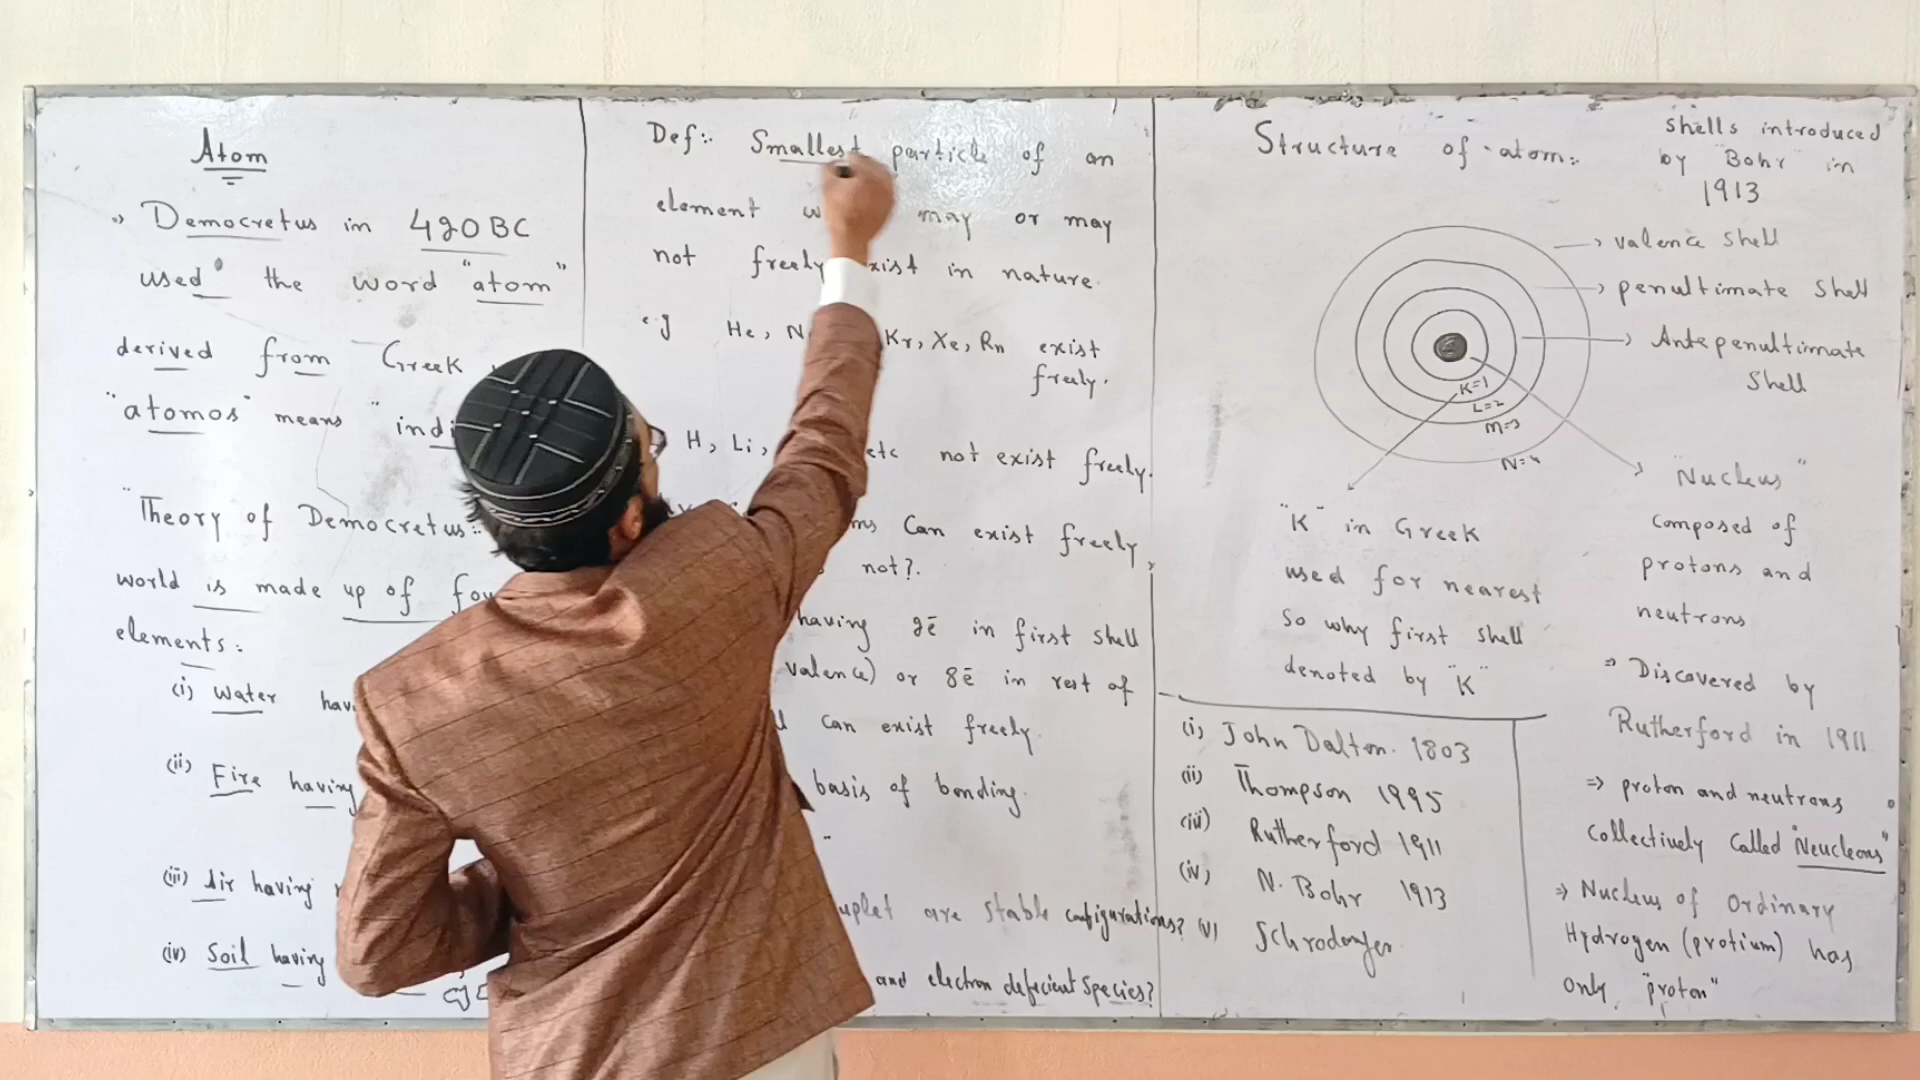 Atom
Democretus in 420BC
used the word "atom"
derived from Greek
"atomos" means "indi
"Theory of Democretus:
world is made up of fou
elements:
(i) Water hav
(ii) Fire having
(iii) Air having
(iv) Soil having
Def:: Smallest particle of an
element may or may
not freely xist in nature.
e.g He, N Kr, Xe, Rn exist
freely.
H, Li, etc not exist freely.
ms Can exist freely
not?.
having 2ē in first shell
valence) or 8ē in rest of
Can exist freely.
basis of bonding.
uplet are stable configurations?
and electron deficient species?
Structure of atom:
Shells introduced
by "Bohr" in
1913
valence shell
penultimate shell
Antepenultimate
Shell
K=1
L=2
M=3
N=4
"K" in Greek
used for nearest
So why first shell
denoted by "K"
"Nucleus"
Composed of
protons and
neutrons
⇒ Discovered by
Rutherford in 1911
⇒ proton and neutrons
Collectively Called "Neucleons"
⇒ Nucleus of Ordinary
Hydrogen (protium) has
only "proton"
(i) John Dalton. 1803
(ii) Thompson 1995
(iii) Rutherford 1911
(iv) N. Bohr 1913
(v)